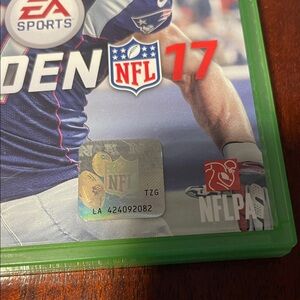 EA
SPORTS
DEN NFL 17
NFL
TZG
LA 424092082
NFLPA